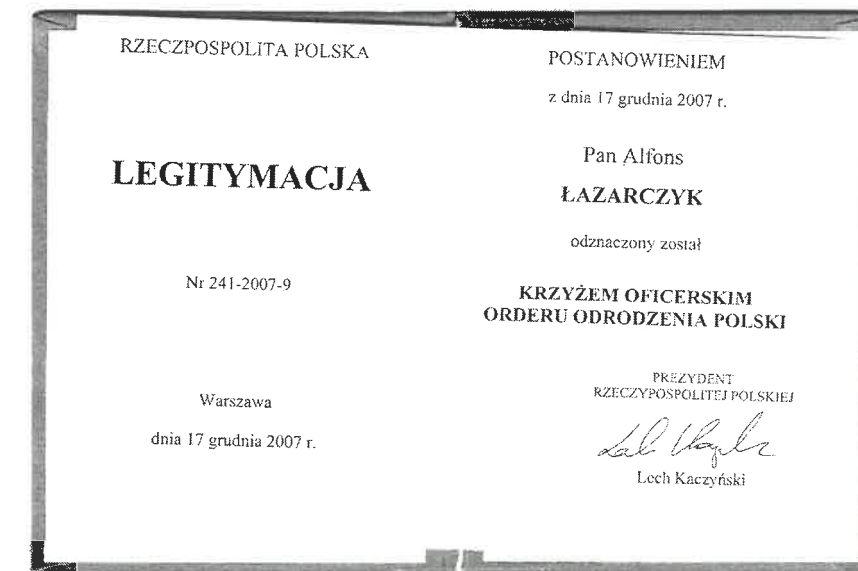 RZECZPOSPOLITA POLSKA
LEGITYMACJA
Nr 241-2007-9
Warszawa
dnia 17 grudnia 2007 r.
POSTANOWIENIEM
z dnia 17 grudnia 2007 r.
Pan Alfons
ŁAZARCZYK
odznaczony został
KRZYŻEM OFICERSKIM
ORDERU ODRODZENIA POLSKI
PREZYDENT
RZECZYPOSPOLITEJ POLSKIEJ
Lech Kaczyński